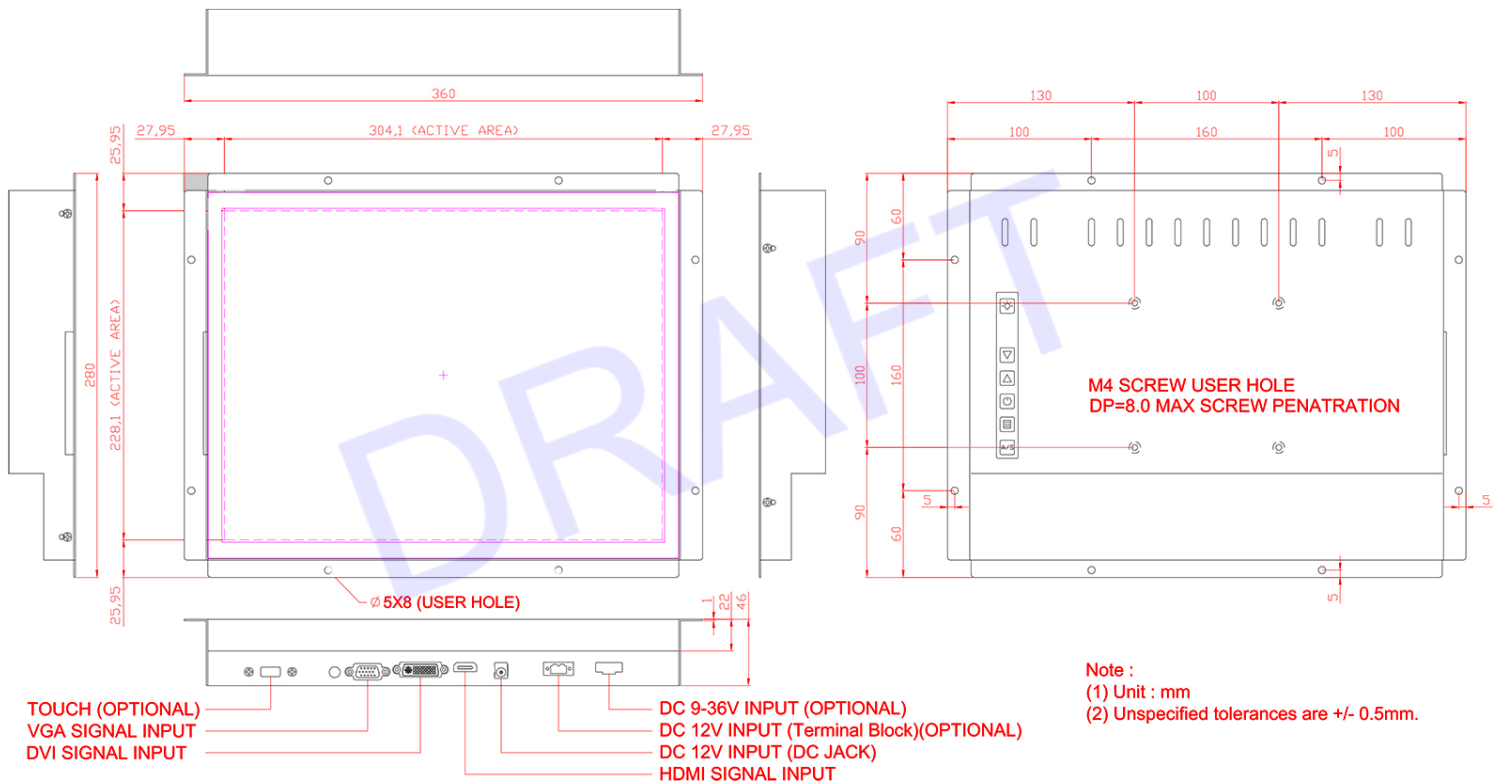 360
27,95
304,1 (ACTIVE AREA)
27,95
25,95
280
228,1 (ACTIVE AREA)
25,95
Ø 5X8 (USER HOLE)
1
22
46
130
100
130
100
160
100
5
90
60
100
160
90
60
5
5
5
A/S
M4 SCREW USER HOLE
DP=8.0 MAX SCREW PENATRATION
DRAFT
TOUCH (OPTIONAL)
VGA SIGNAL INPUT
DVI SIGNAL INPUT
DC 9-36V INPUT (OPTIONAL)
DC 12V INPUT (Terminal Block)(OPTIONAL)
DC 12V INPUT (DC JACK)
HDMI SIGNAL INPUT
Note :
(1) Unit : mm
(2) Unspecified tolerances are +/- 0.5mm.